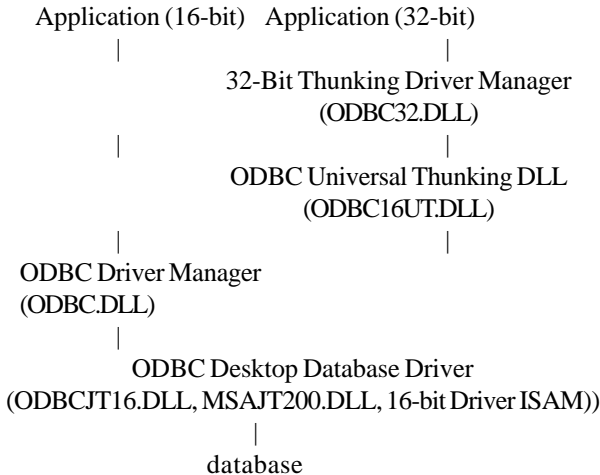 Application (16-bit) Application (32-bit)
| |
32-Bit Thunking Driver Manager
(ODBC32.DLL)
| |
ODBC Universal Thunking DLL
(ODBC16UT.DLL)
| |
ODBC Driver Manager
(ODBC.DLL)
|
ODBC Desktop Database Driver
(ODBCJT16.DLL, MSAJT200.DLL, 16-bit Driver ISAM))
|
database